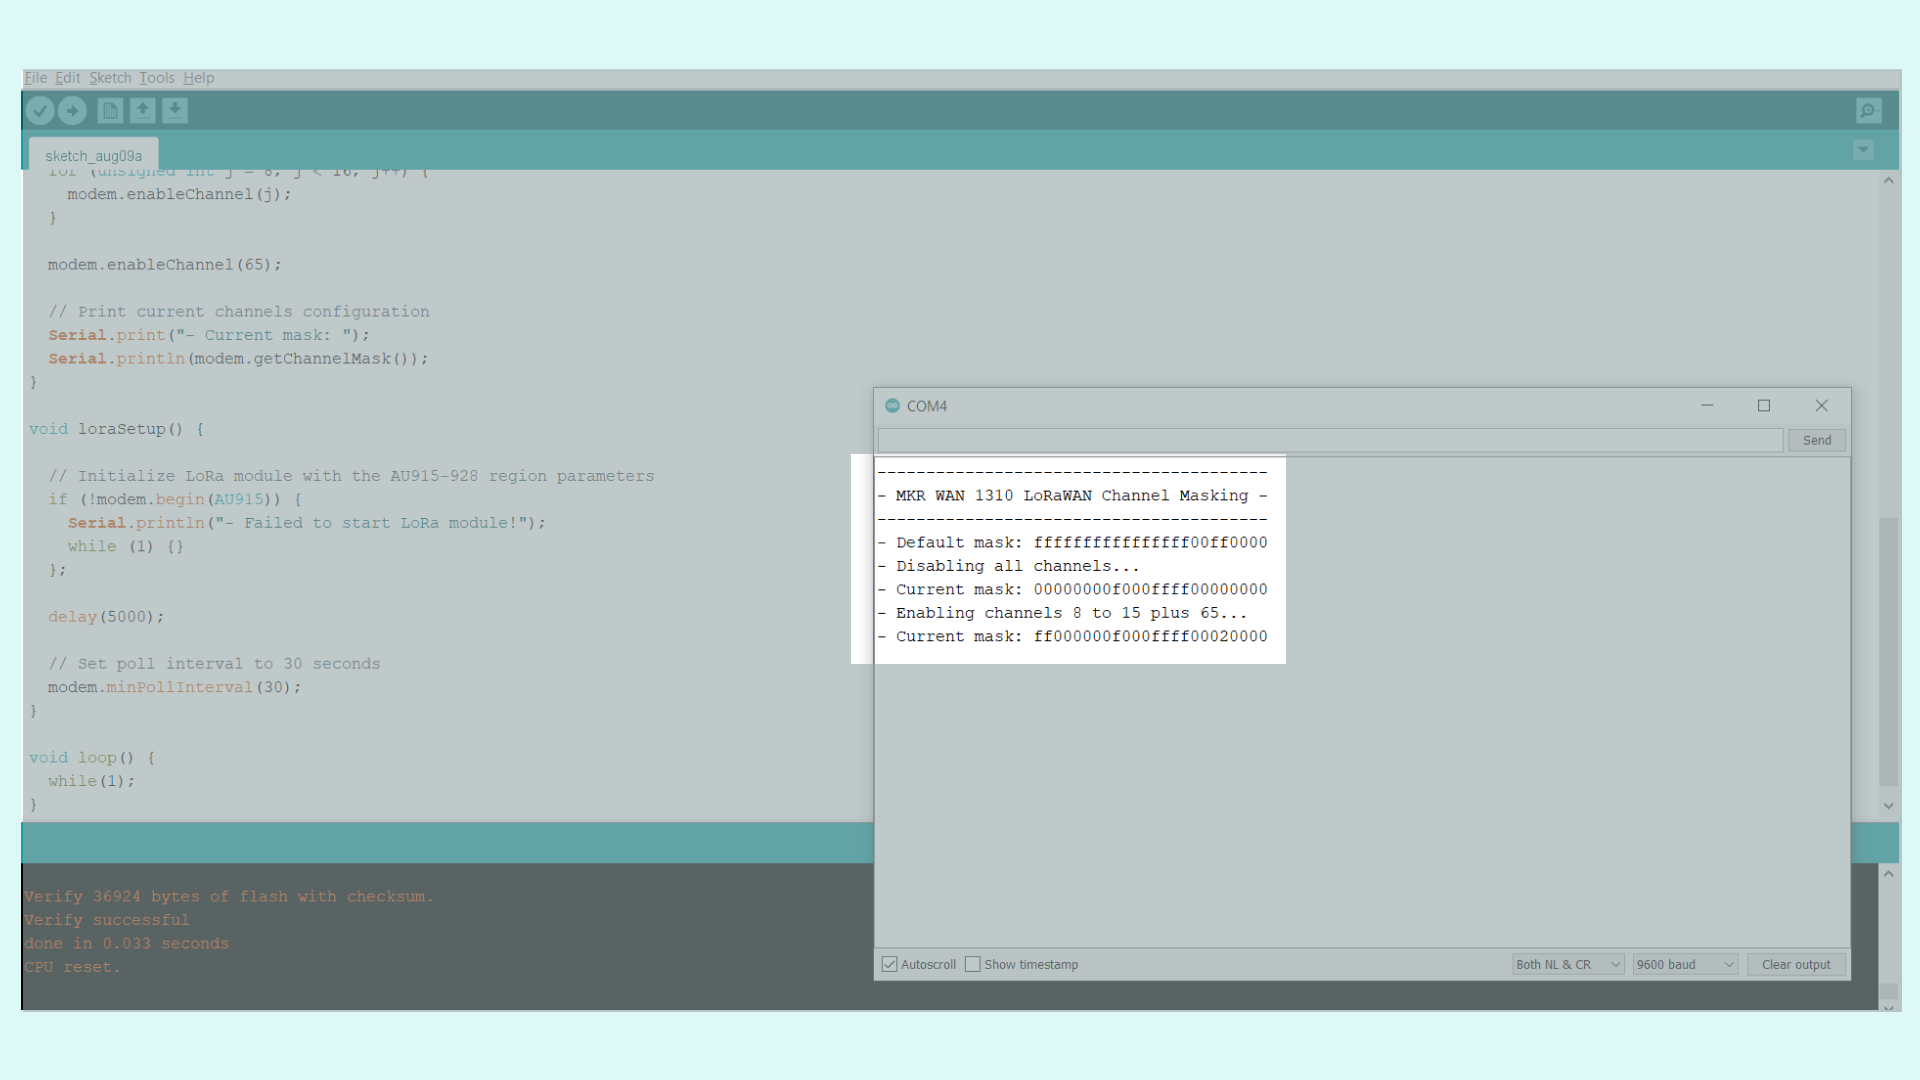 File Edit Sketch Tools Help
sketch_aug09a
for (unsigned int j = 8; j < 16; j++) {
modem.enableChannel(j);
}
modem.enableChannel(65);
// Print current channels configuration
Serial.print("- Current mask: ");
Serial.println(modem.getChannelMask());
}
void loraSetup() {
// Initialize LoRa module with the AU915-928 region parameters
if (!modem.begin(AU915)) {
Serial.println("- Failed to start LoRa module!");
while (1) {}
};
delay(5000);
// Set poll interval to 30 seconds
modem.minPollInterval(30);
}
void loop() {
while(1);
}
Verify 36924 bytes of flash with checksum.
Verify successful
done in 0.033 seconds
CPU reset.
COM4
Send
----------------------------------------
- MKR WAN 1310 LoRaWAN Channel Masking -
----------------------------------------
- Default mask: ffffffffffffffff00ff0000
- Disabling all channels...
- Current mask: 00000000f000ffff00000000
- Enabling channels 8 to 15 plus 65...
- Current mask: ff000000f000ffff00020000
Autoscroll Show timestamp Both NL & CR 9600 baud Clear output